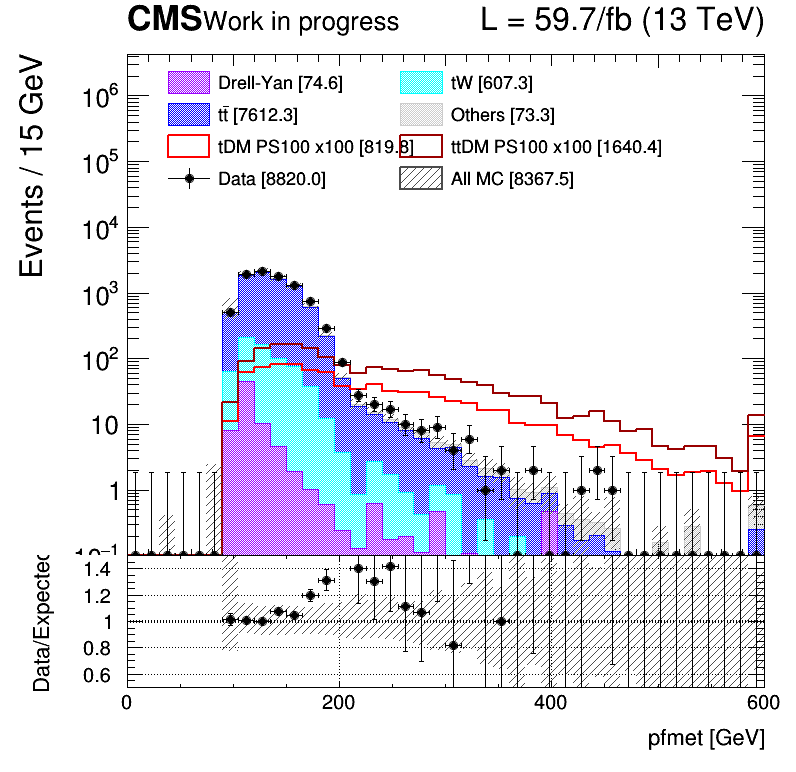 CMS Work in progress L = 59.7/fb (13 TeV)
Events / 15 GeV
Drell-Yan [74.6] tW [607.3]
tt̄ [7612.3] Others [73.3]
tDM PS100 x100 [819.8] ttDM PS100 x100 [1640.4]
Data [8820.0] All MC [8367.5]
10⁶
10⁵
10⁴
10³
10²
10
1
10⁻¹
Data/Expected
1.4
1.2
1
0.8
0.6
0 200 400 600
pfmet [GeV]